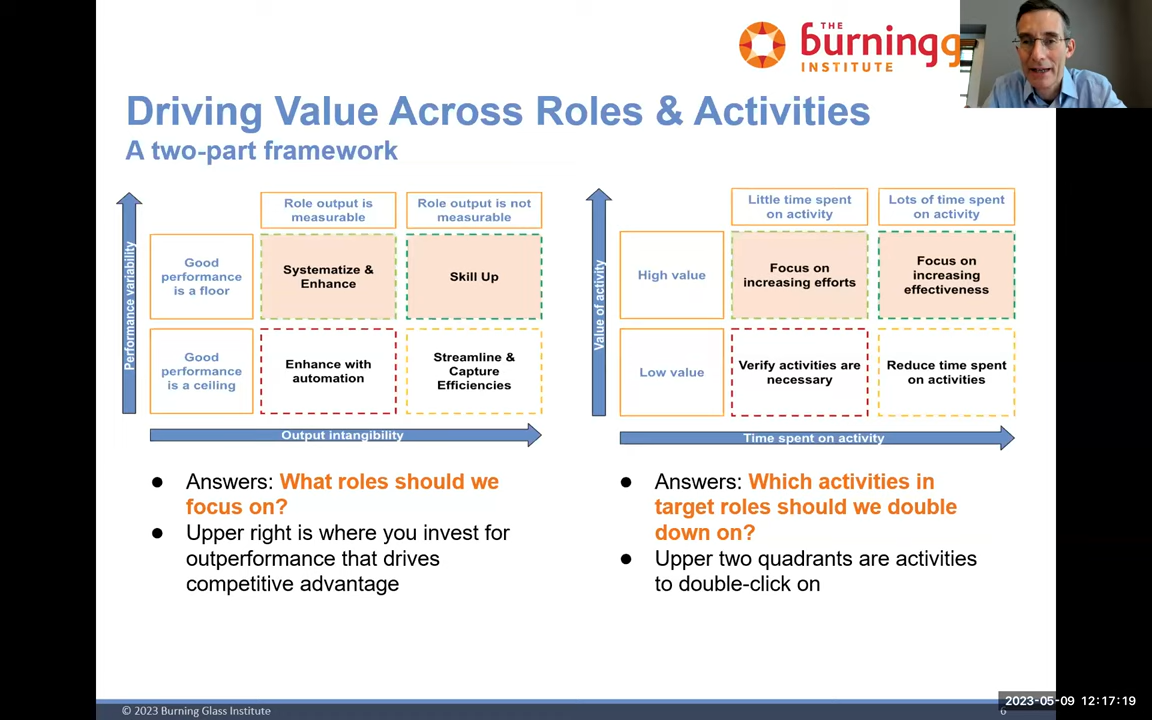 THE
burning
INSTITUTE
Driving Value Across Roles & Activities
A two-part framework
Performance variability
Role output is
measurable
Role output is not
measurable
Good
performance
is a floor
Systematize &
Enhance
Skill Up
Good
performance
is a ceiling
Enhance with
automation
Streamline &
Capture
Efficiencies
Output intangibility
Answers: What roles should we
focus on?
Upper right is where you invest for
outperformance that drives
competitive advantage
Value of activity
Little time spent
on activity
Lots of time spent
on activity
High value
Focus on
increasing efforts
Focus on
increasing
effectiveness
Low value
Verify activities are
necessary
Reduce time spent
on activities
Time spent on activity
Answers: Which activities in
target roles should we double
down on?
Upper two quadrants are activities
to double-click on
© 2023 Burning Glass Institute
2023-05-09 12:17:19